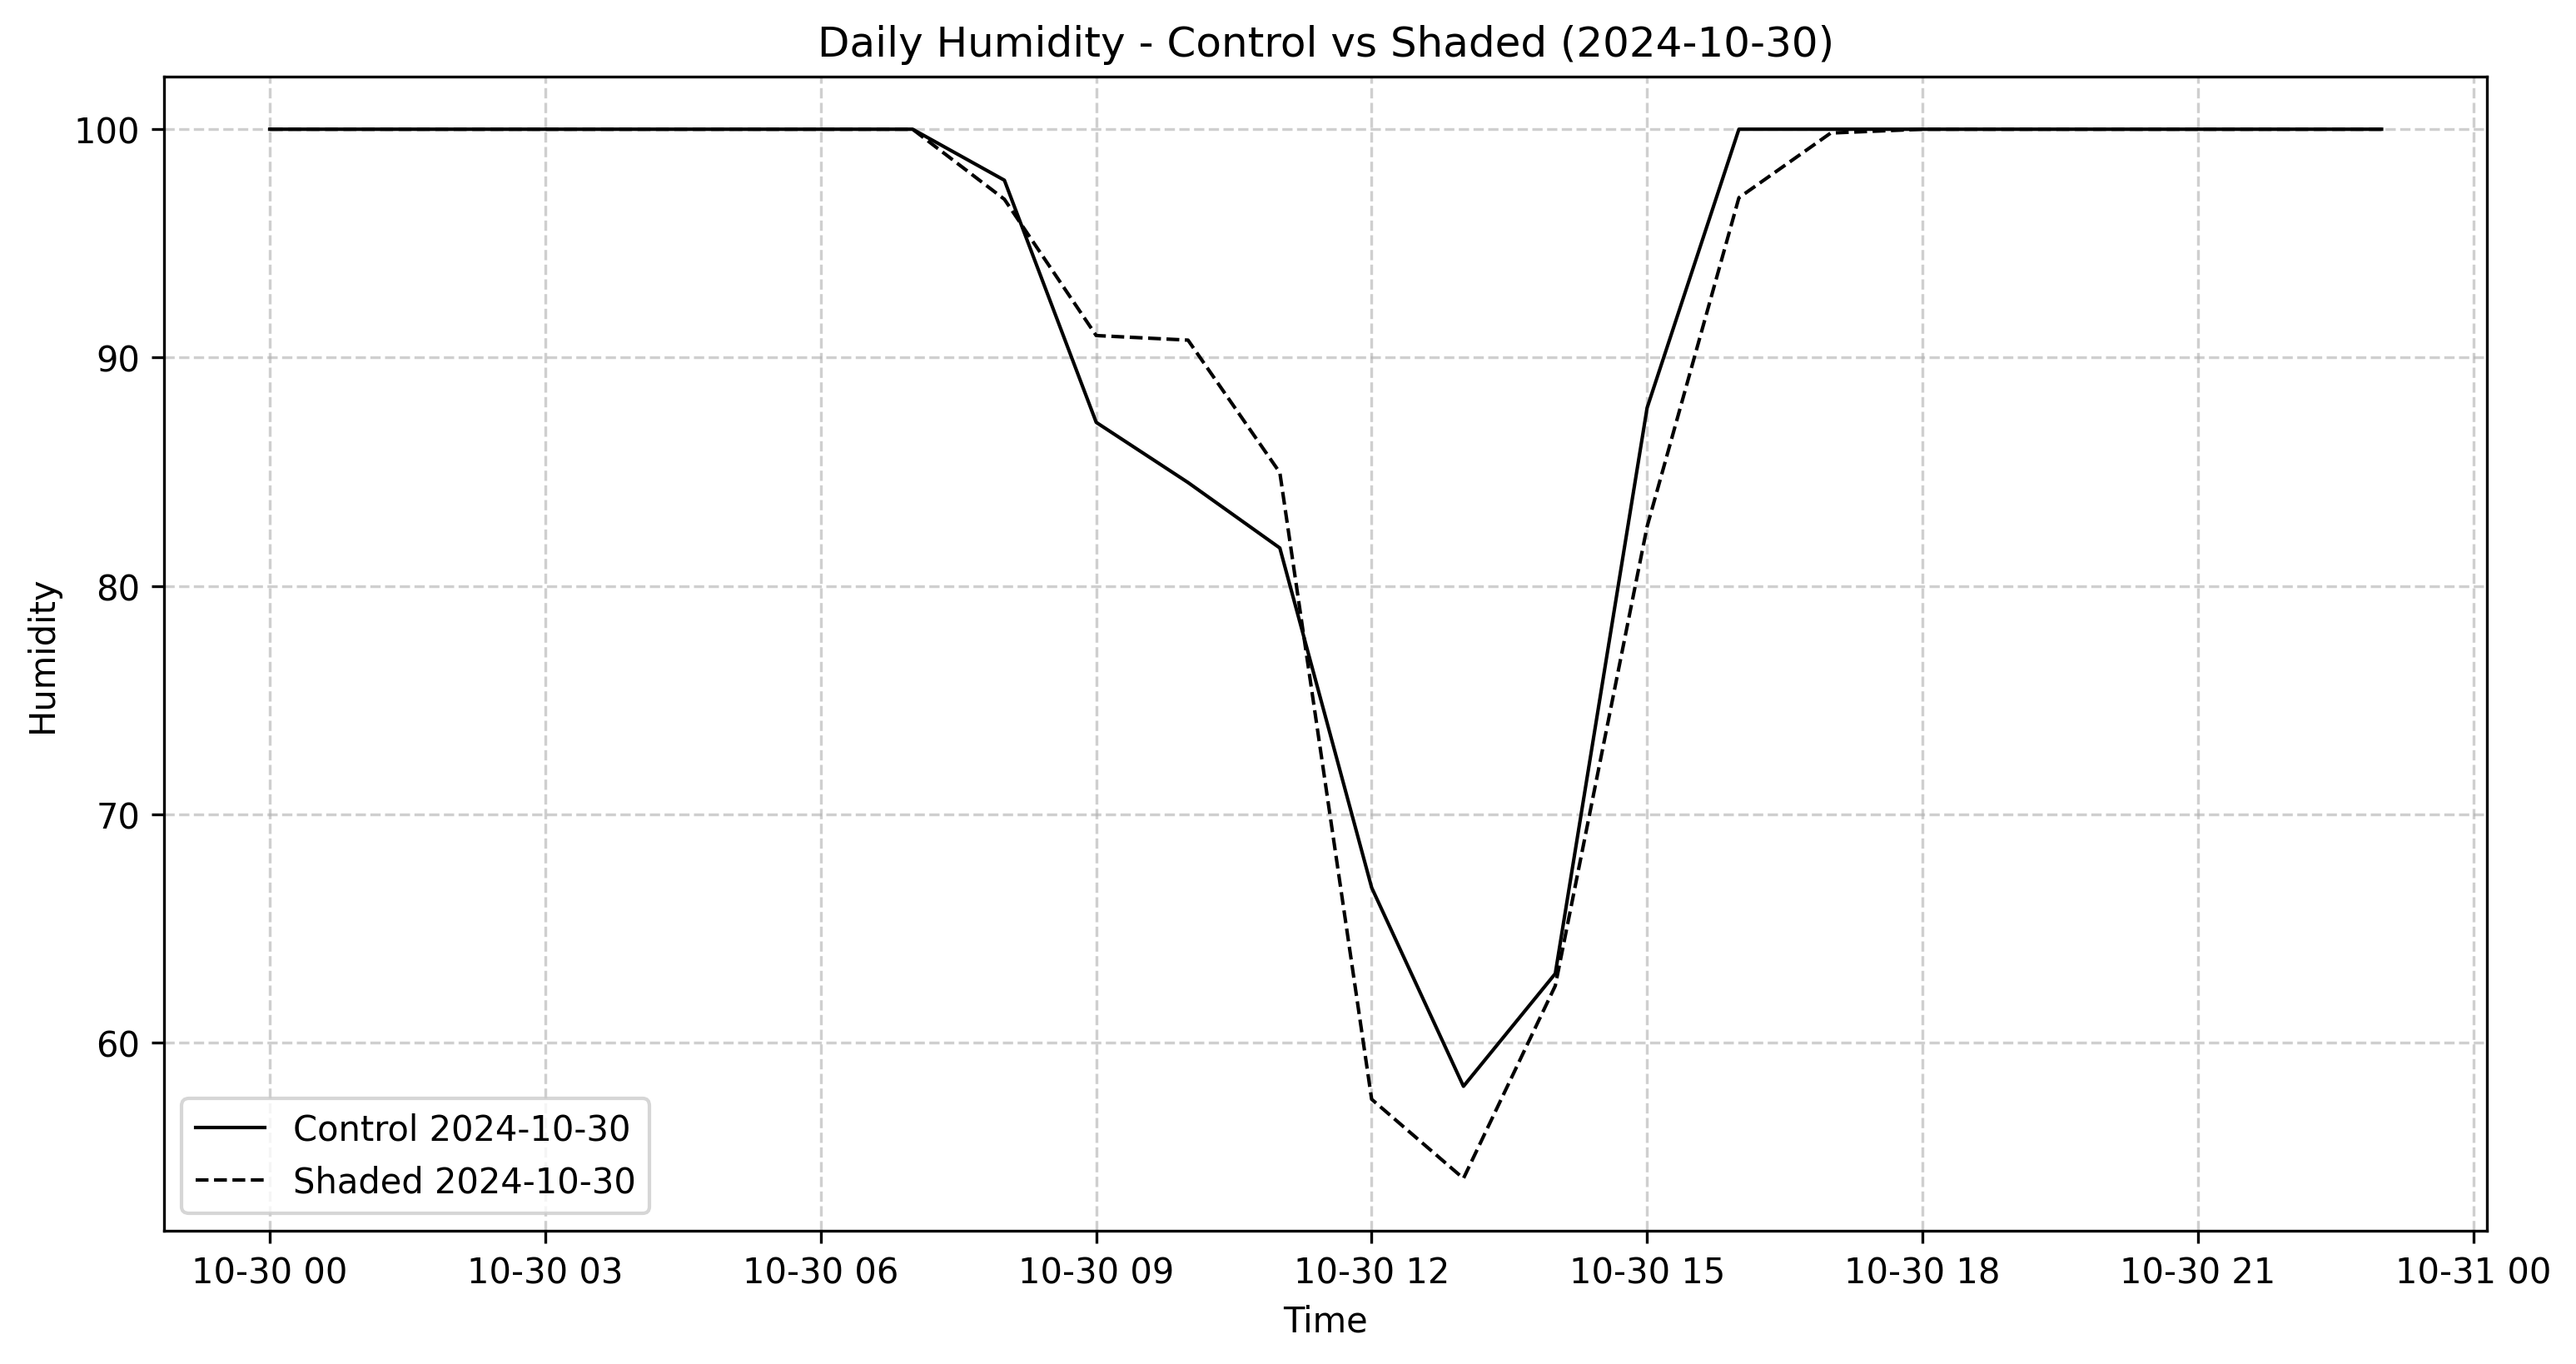 Daily Humidity - Control vs Shaded (2024-10-30)
100
90
80
70
60
Humidity
Control 2024-10-30
Shaded 2024-10-30
10-30 00 10-30 03 10-30 06 10-30 09 10-30 12 10-30 15 10-30 18 10-30 21 10-31 00
Time